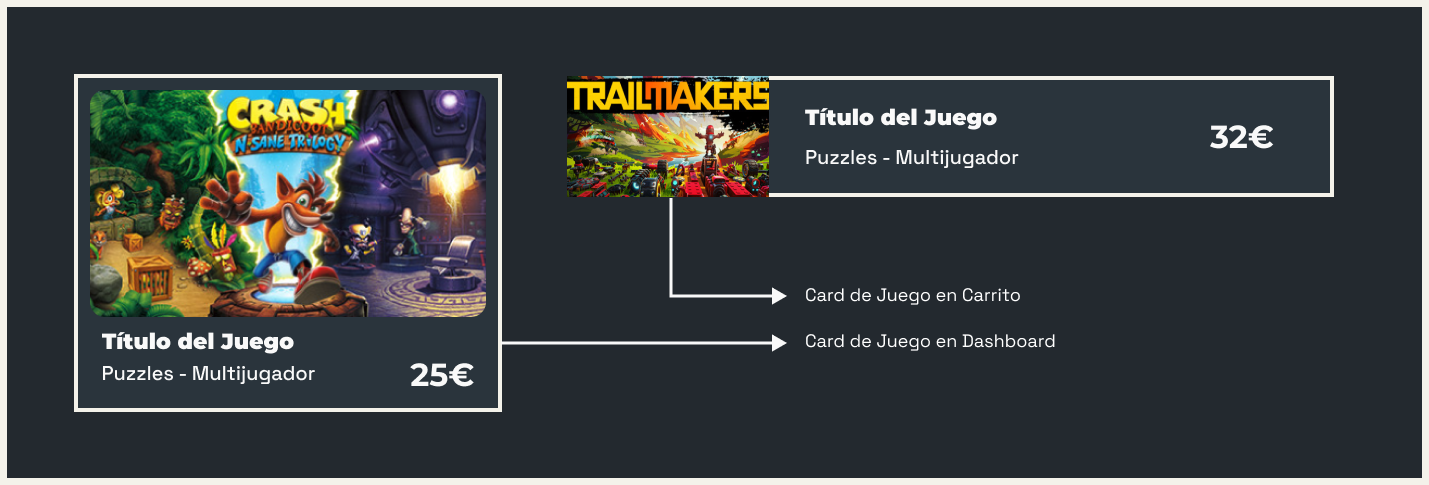 CRASH
BANDICOOT
N·SANE TRILOGY
Título del Juego
Puzzles - Multijugador
25€
TRAILMAKERS
Título del Juego
Puzzles - Multijugador
32€
Card de Juego en Carrito
Card de Juego en Dashboard